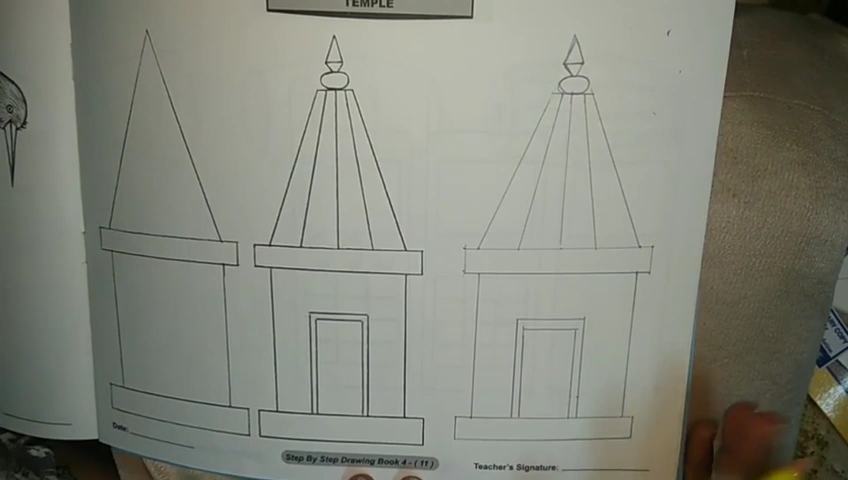 TEMPLE
Date:
Step By Step Drawing Book 4 - ( 11 )
Teacher's Signature: